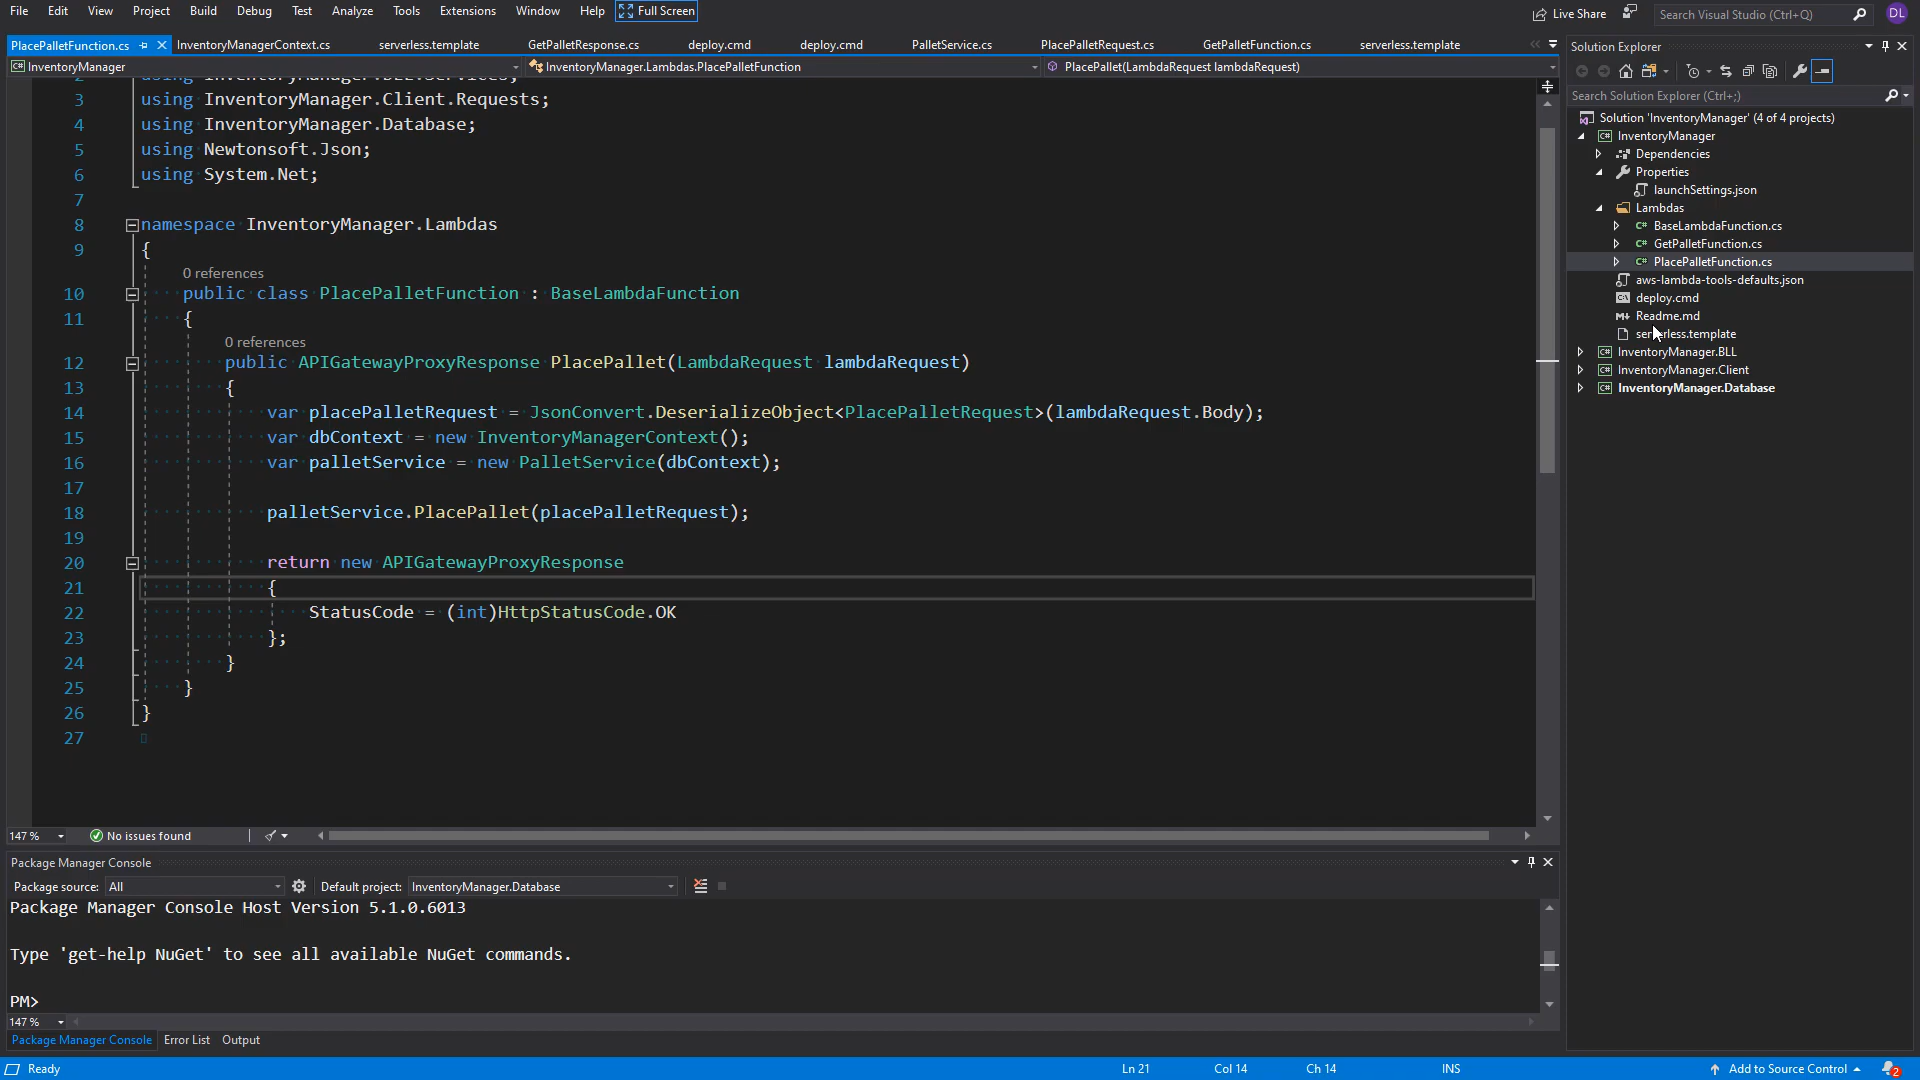 File Edit View Project Build Debug Test Analyze Tools Extensions Window Help Full Screen
Live Share Search Visual Studio (Ctrl+Q) DL
PlacePalletFunction.cs InventoryManagerContext.cs serverless.template GetPalletResponse.cs deploy.cmd deploy.cmd PalletService.cs PlacePalletRequest.cs GetPalletFunction.cs serverless.template
InventoryManager InventoryManager.Lambdas.PlacePalletFunction PlacePallet(LambdaRequest lambdaRequest)
using InventoryManager.BLL.Services;
3 using InventoryManager.Client.Requests;
4 using InventoryManager.Database;
5 using Newtonsoft.Json;
6 using System.Net;
7
8 namespace InventoryManager.Lambdas
9 {
0 references
10 public class PlacePalletFunction : BaseLambdaFunction
11 {
0 references
12 public APIGatewayProxyResponse PlacePallet(LambdaRequest lambdaRequest)
13 {
14 var placePalletRequest = JsonConvert.DeserializeObject<PlacePalletRequest>(lambdaRequest.Body);
15 var dbContext = new InventoryManagerContext();
16 var palletService = new PalletService(dbContext);
17
18 palletService.PlacePallet(placePalletRequest);
19
20 return new APIGatewayProxyResponse
21 {
22 StatusCode = (int)HttpStatusCode.OK
23 };
24 }
25 }
26 }
27
147 % No issues found
Package Manager Console
Package source: All Default project: InventoryManager.Database
Package Manager Console Host Version 5.1.0.6013
Type 'get-help NuGet' to see all available NuGet commands.
PM>
147 %
Package Manager Console Error List Output
Solution Explorer
Search Solution Explorer (Ctrl+;)
Solution 'InventoryManager' (4 of 4 projects)
C# InventoryManager
Dependencies
Properties
launchSettings.json
Lambdas
C# BaseLambdaFunction.cs
C# GetPalletFunction.cs
C# PlacePalletFunction.cs
aws-lambda-tools-defaults.json
deploy.cmd
Readme.md
serverless.template
C# InventoryManager.BLL
C# InventoryManager.Client
C# InventoryManager.Database
Ready Ln 21 Col 14 Ch 14 INS Add to Source Control 2